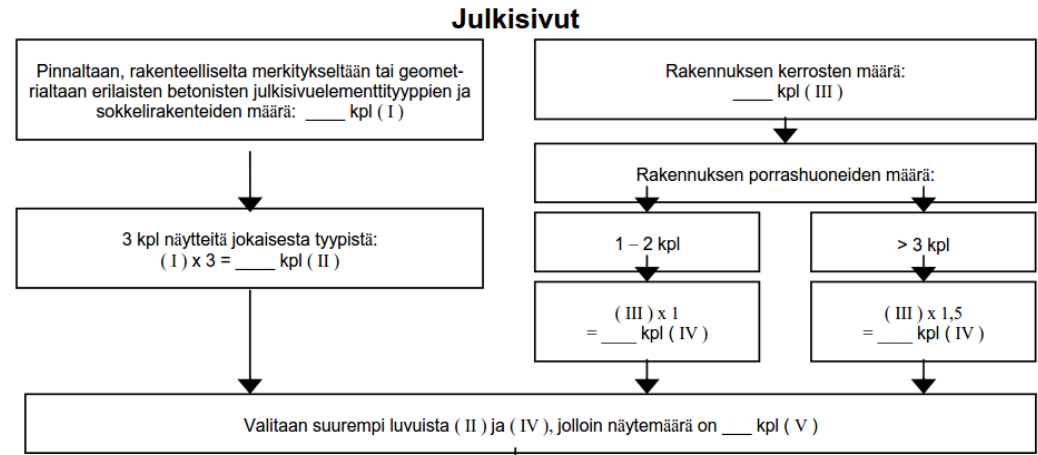 Julkisivut
Pinnaltaan, rakenteelliselta merkitykseltään tai geomet-
rialtaan erilaisten betonisten julkisivuelementtityyppien ja
sokkelirakenteiden määrä: ____ kpl ( I )
3 kpl näytteitä jokaisesta tyypistä:
( I ) x 3 = ____ kpl ( II )
Rakennuksen kerrosten määrä:
____ kpl ( III )
Rakennuksen porrashuoneiden määrä:
1 – 2 kpl
( III ) x 1
= ____ kpl ( IV )
> 3 kpl
( III ) x 1,5
= ____ kpl ( IV )
Valitaan suurempi luvuista ( II ) ja ( IV ), jolloin näytemäärä on ___ kpl ( V )